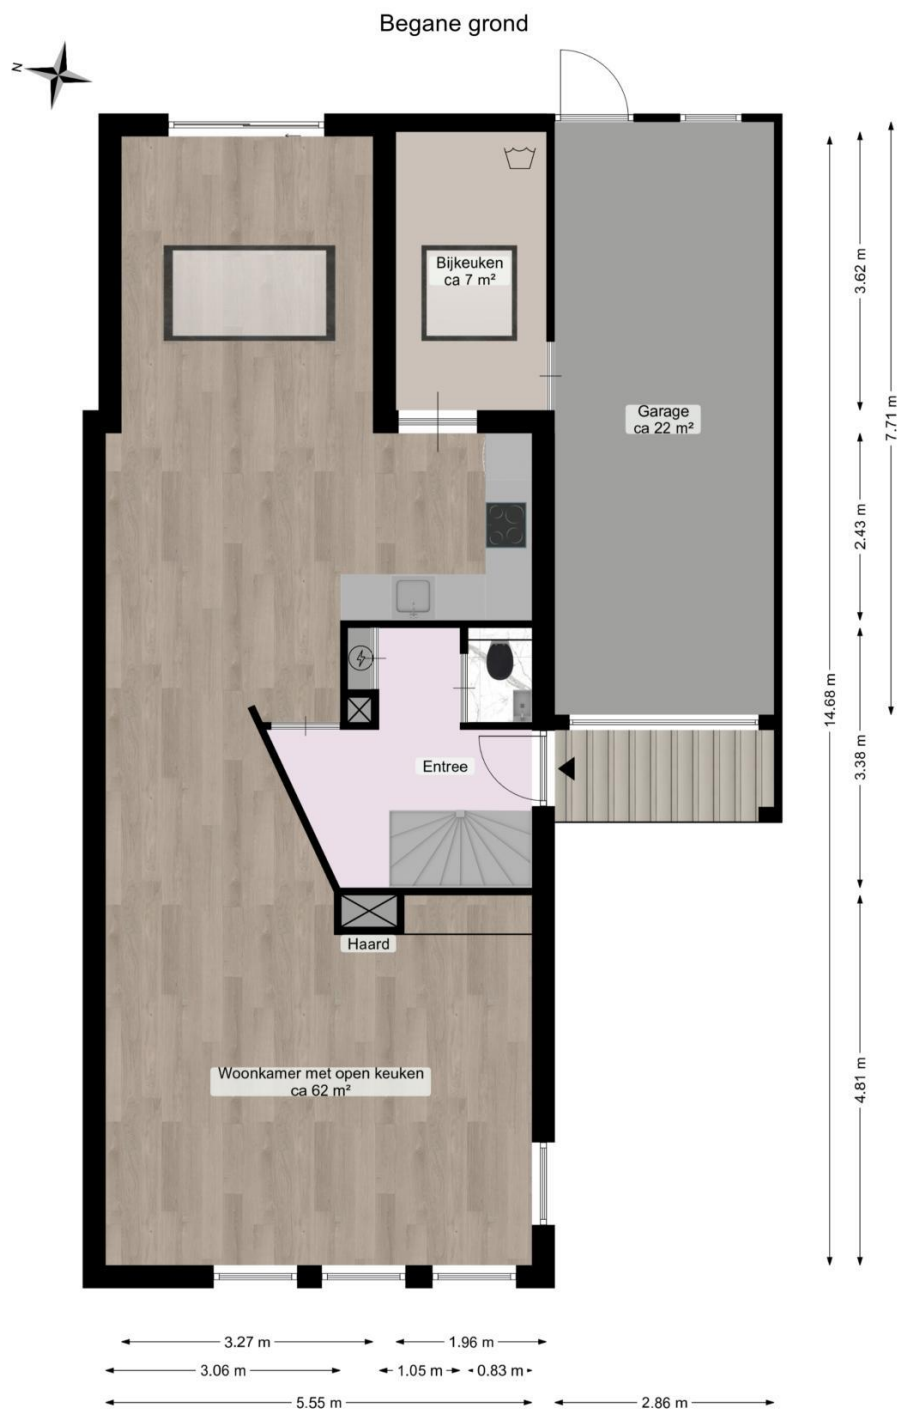 Begane grond
N
Bijkeuken
ca 7 m²
3.62 m
Garage
ca 22 m²
7.71 m
2.43 m
14.68 m
Entree
3.38 m
Haard
Woonkamer met open keuken
ca 62 m²
4.81 m
3.27 m
1.96 m
3.06 m
1.05 m
0.83 m
5.55 m
2.86 m